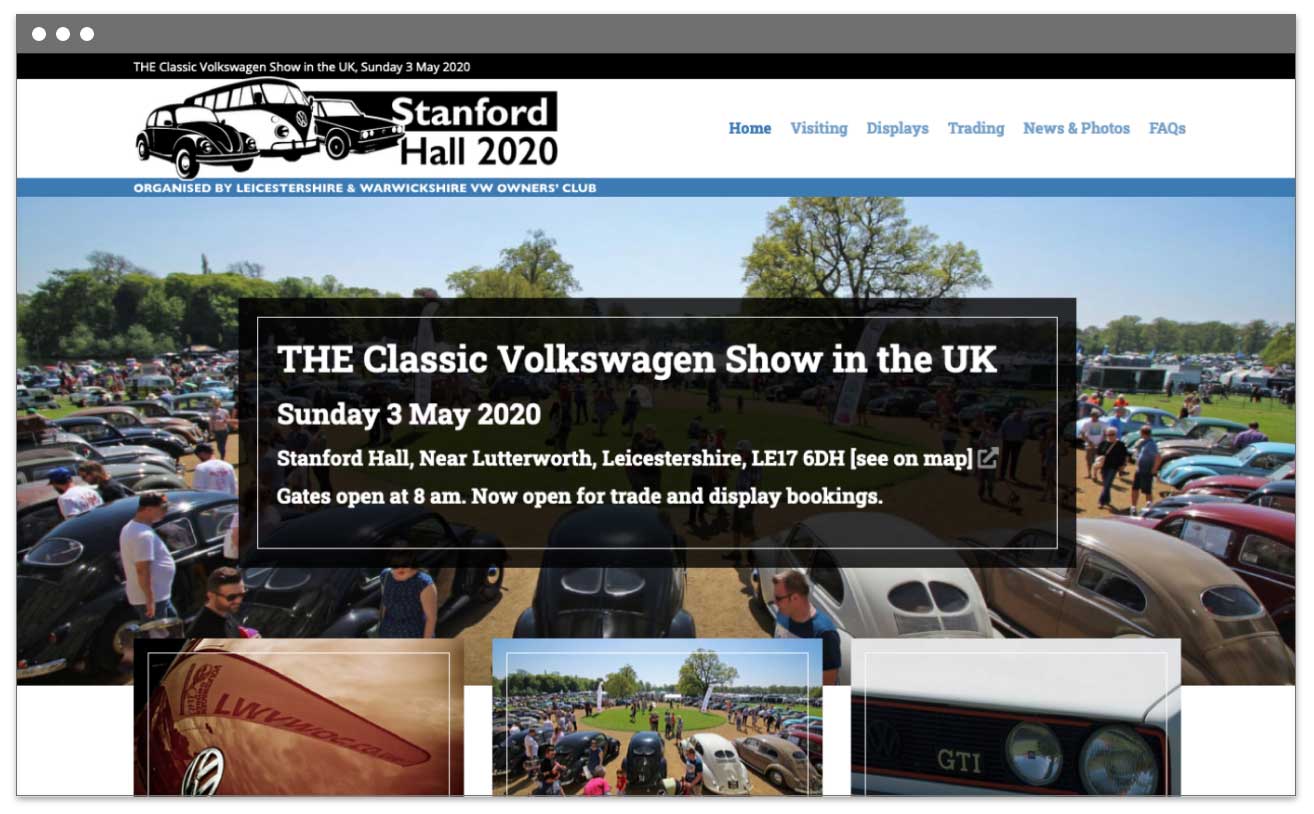 THE Classic Volkswagen Show in the UK, Sunday 3 May 2020
Stanford
Hall 2020
Home Visiting Displays Trading News & Photos FAQs
ORGANISED BY LEICESTERSHIRE & WARWICKSHIRE VW OWNERS' CLUB
THE Classic Volkswagen Show in the UK
Sunday 3 May 2020
Stanford Hall, Near Lutterworth, Leicestershire, LE17 6DH [see on map]
Gates open at 8 am. Now open for trade and display bookings.
GTI